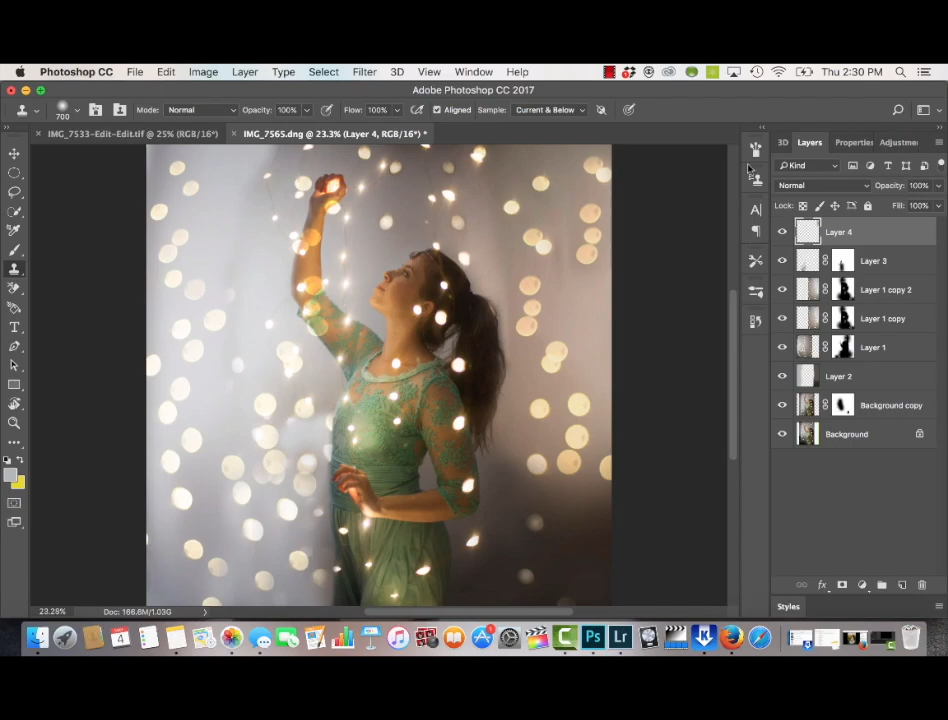 Photoshop CC File Edit Image Layer Type Select Filter 3D View Window Help Thu 2:30 PM
Adobe Photoshop CC 2017
700 Mode: Normal Opacity: 100% Flow: 100% Aligned Sample: Current & Below
× IMG_7533-Edit-Edit.tif @ 25% (RGB/16*) × IMG_7565.dng @ 23.3% (Layer 4, RGB/16*) *
3D Layers Properties Adjustme
Kind
Normal Opacity: 100%
Lock: Fill: 100%
Layer 4
Layer 3
Layer 1 copy 2
Layer 1 copy
Layer 1
Layer 2
Background copy
Background
Styles
23.28% Doc: 166.6M/1.03G
4
Ps Lr